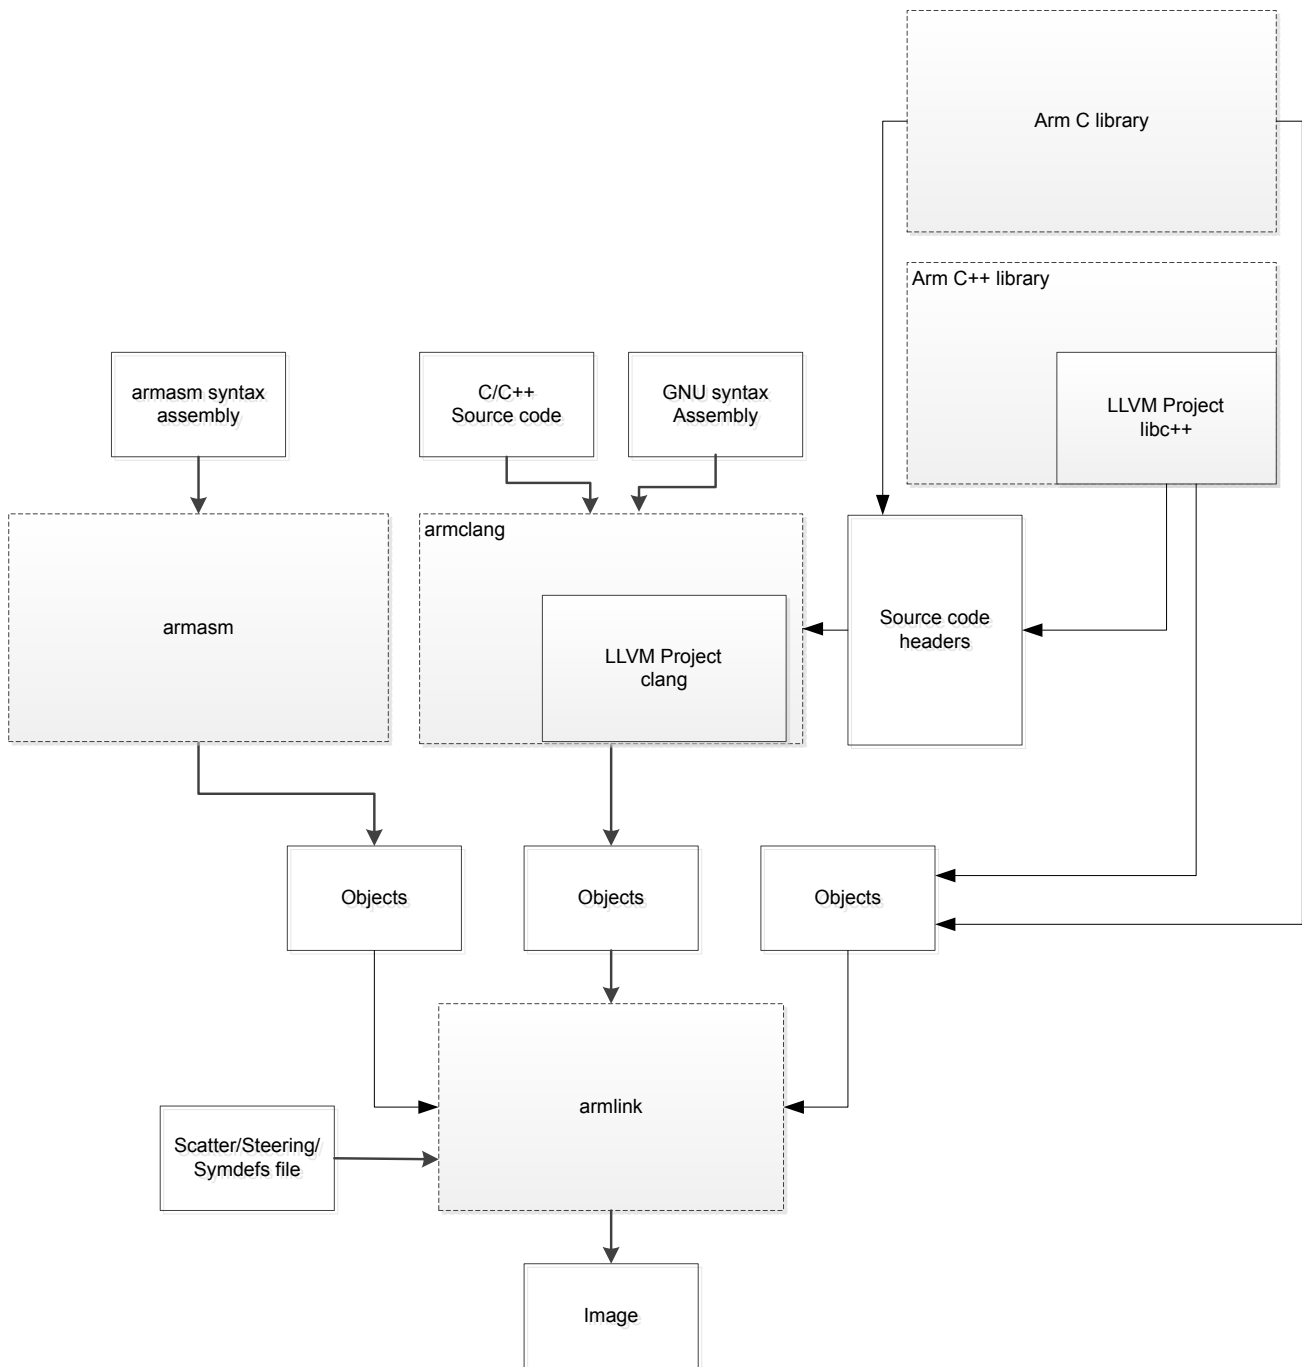 Arm C library
Arm C++ library
armasm syntax
assembly
C/C++
Source code
GNU syntax
Assembly
LLVM Project
libc++
armclang
armasm
LLVM Project
clang
Source code
headers
Objects
Objects
Objects
armlink
Scatter/Steering/
Symdefs file
Image